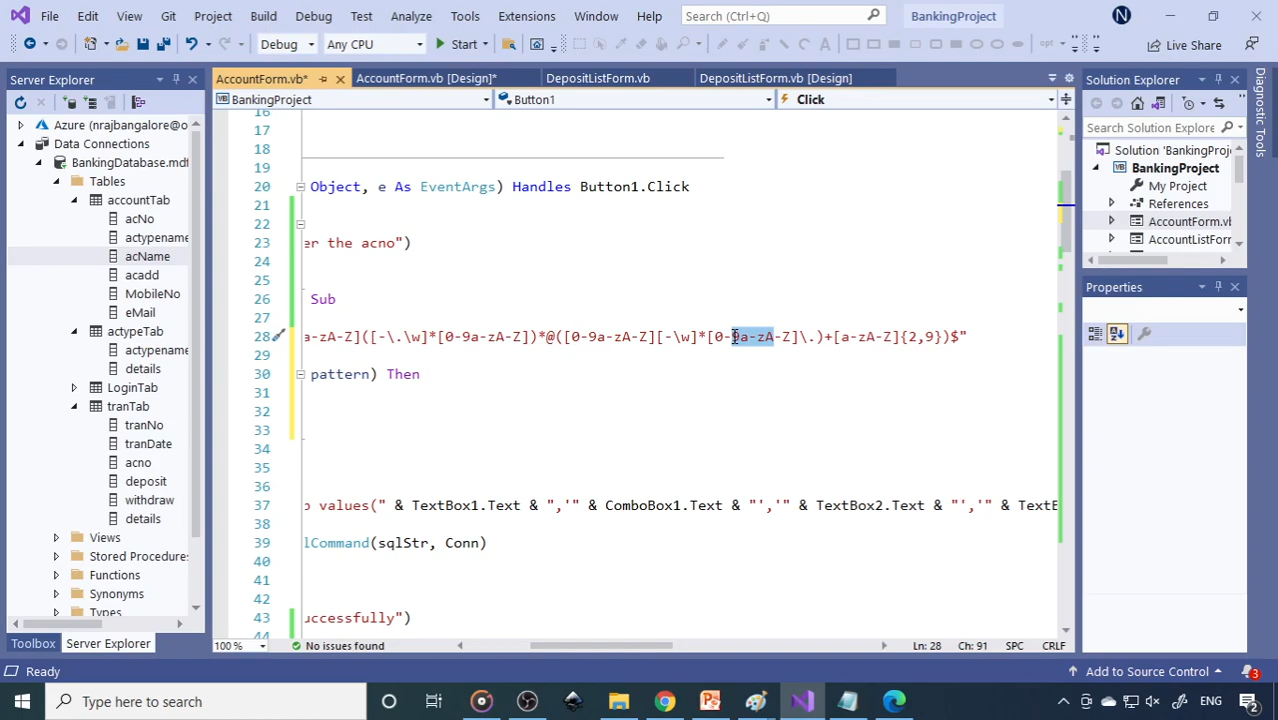 File Edit View Git Project Build Debug Test Analyze Tools Extensions Window Help Search (Ctrl+Q) BankingProject N
Debug Any CPU Start Live Share
Server Explorer
Azure (nrajbangalore@o
Data Connections
BankingDatabase.mdf
Tables
accountTab
acNo
actypename
acName
acadd
MobileNo
eMail
actypeTab
actypename
details
LoginTab
tranTab
tranNo
tranDate
acno
deposit
withdraw
details
Views
Stored Procedures
Functions
Synonyms
Types
Toolbox Server Explorer
AccountForm.vb* AccountForm.vb [Design]* DepositListForm.vb DepositListForm.vb [Design]
BankingProject Button1 Click
16
17
18
19
20 Object, e As EventArgs) Handles Button1.Click
21
22
23 er the acno")
24
25
26 Sub
27
28 a-zA-Z]([-\.\w]*[0-9a-zA-Z])*@([0-9a-zA-Z][-\w]*[0-9a-zA-Z]\.)+[a-zA-Z]{2,9})$"
29
30 pattern) Then
31
32
33
34
35
36
37 values(" & TextBox1.Text & ",'" & ComboBox1.Text & "','" & TextBox2.Text & "','" & TextB
38
39 lCommand(sqlStr, Conn)
40
41
42
43 uccessfully")
44
100 % No issues found Ln: 28 Ch: 91 SPC CRLF
Solution Explorer
Search Solution Explore
Solution 'BankingProj
BankingProject
My Project
References
AccountForm.vb
AccountListForm
Properties
Diagnostic Tools
Ready Add to Source Control 3
Type here to search ENG 2